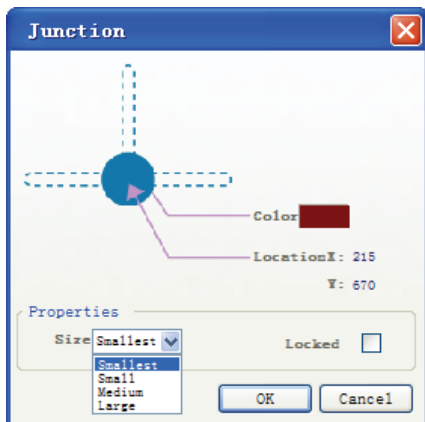 Junction
Color
LocationX: 215
Y: 670
Properties
Size Smallest
Locked
Smallest
Small
Medium
Large
OK Cancel